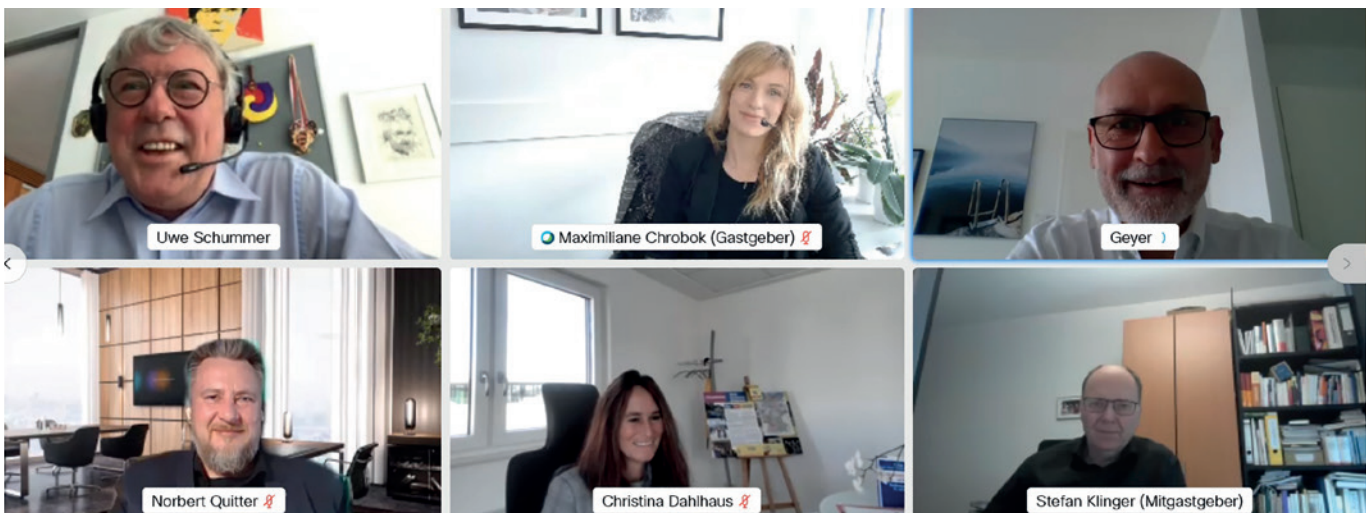 Uwe Schummer
Maximiliane Chrobok (Gastgeber)
Geyer
Norbert Quitter
Christina Dahlhaus
Stefan Klinger (Mitgastgeber)